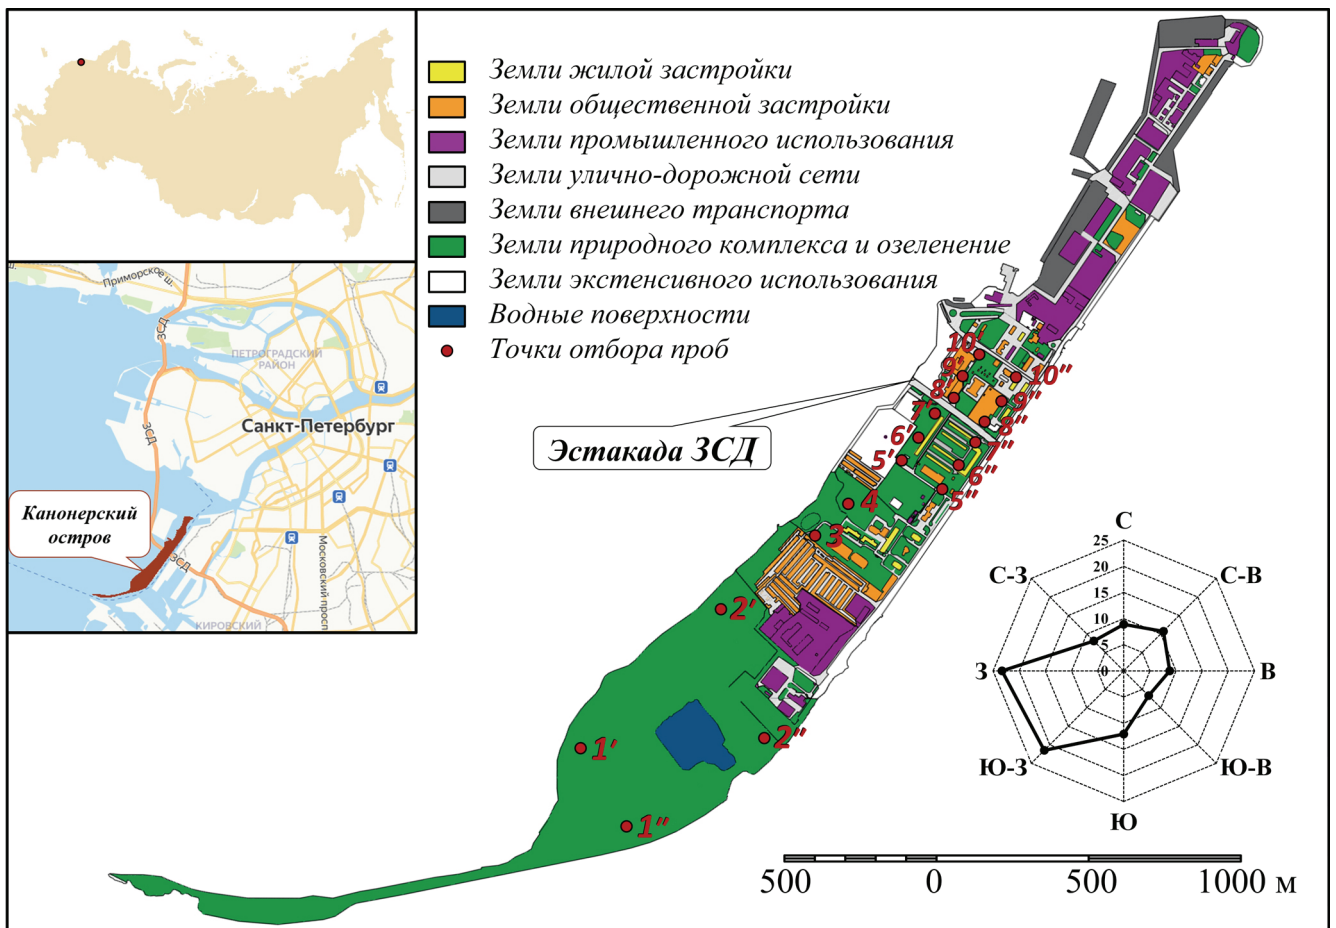 Земли жилой застройки
Земли общественной застройки
Земли промышленного использования
Земли улично-дорожной сети
Земли внешнего транспорта
Земли природного комплекса и озеленение
Земли экстенсивного использования
Водные поверхности
Точки отбора проб
Приморское ш.
ш.
ЗСД
ПЕТРОГРАДСКИЙ
РАЙОН
Санкт-Петербург
ЗСД
Канонерский
остров
ЗСД
Московский просп
КИРОВСКИЙ
Эстакада ЗСД
10'
9'
8'
7'
6'
5'
10"
9"
8"
7"
6"
5"
4
3
2'
2"
1'
1"
С
С-В
В
Ю-В
Ю
Ю-З
З
С-З
25
20
15
10
5
0
500 0 500 1000 м